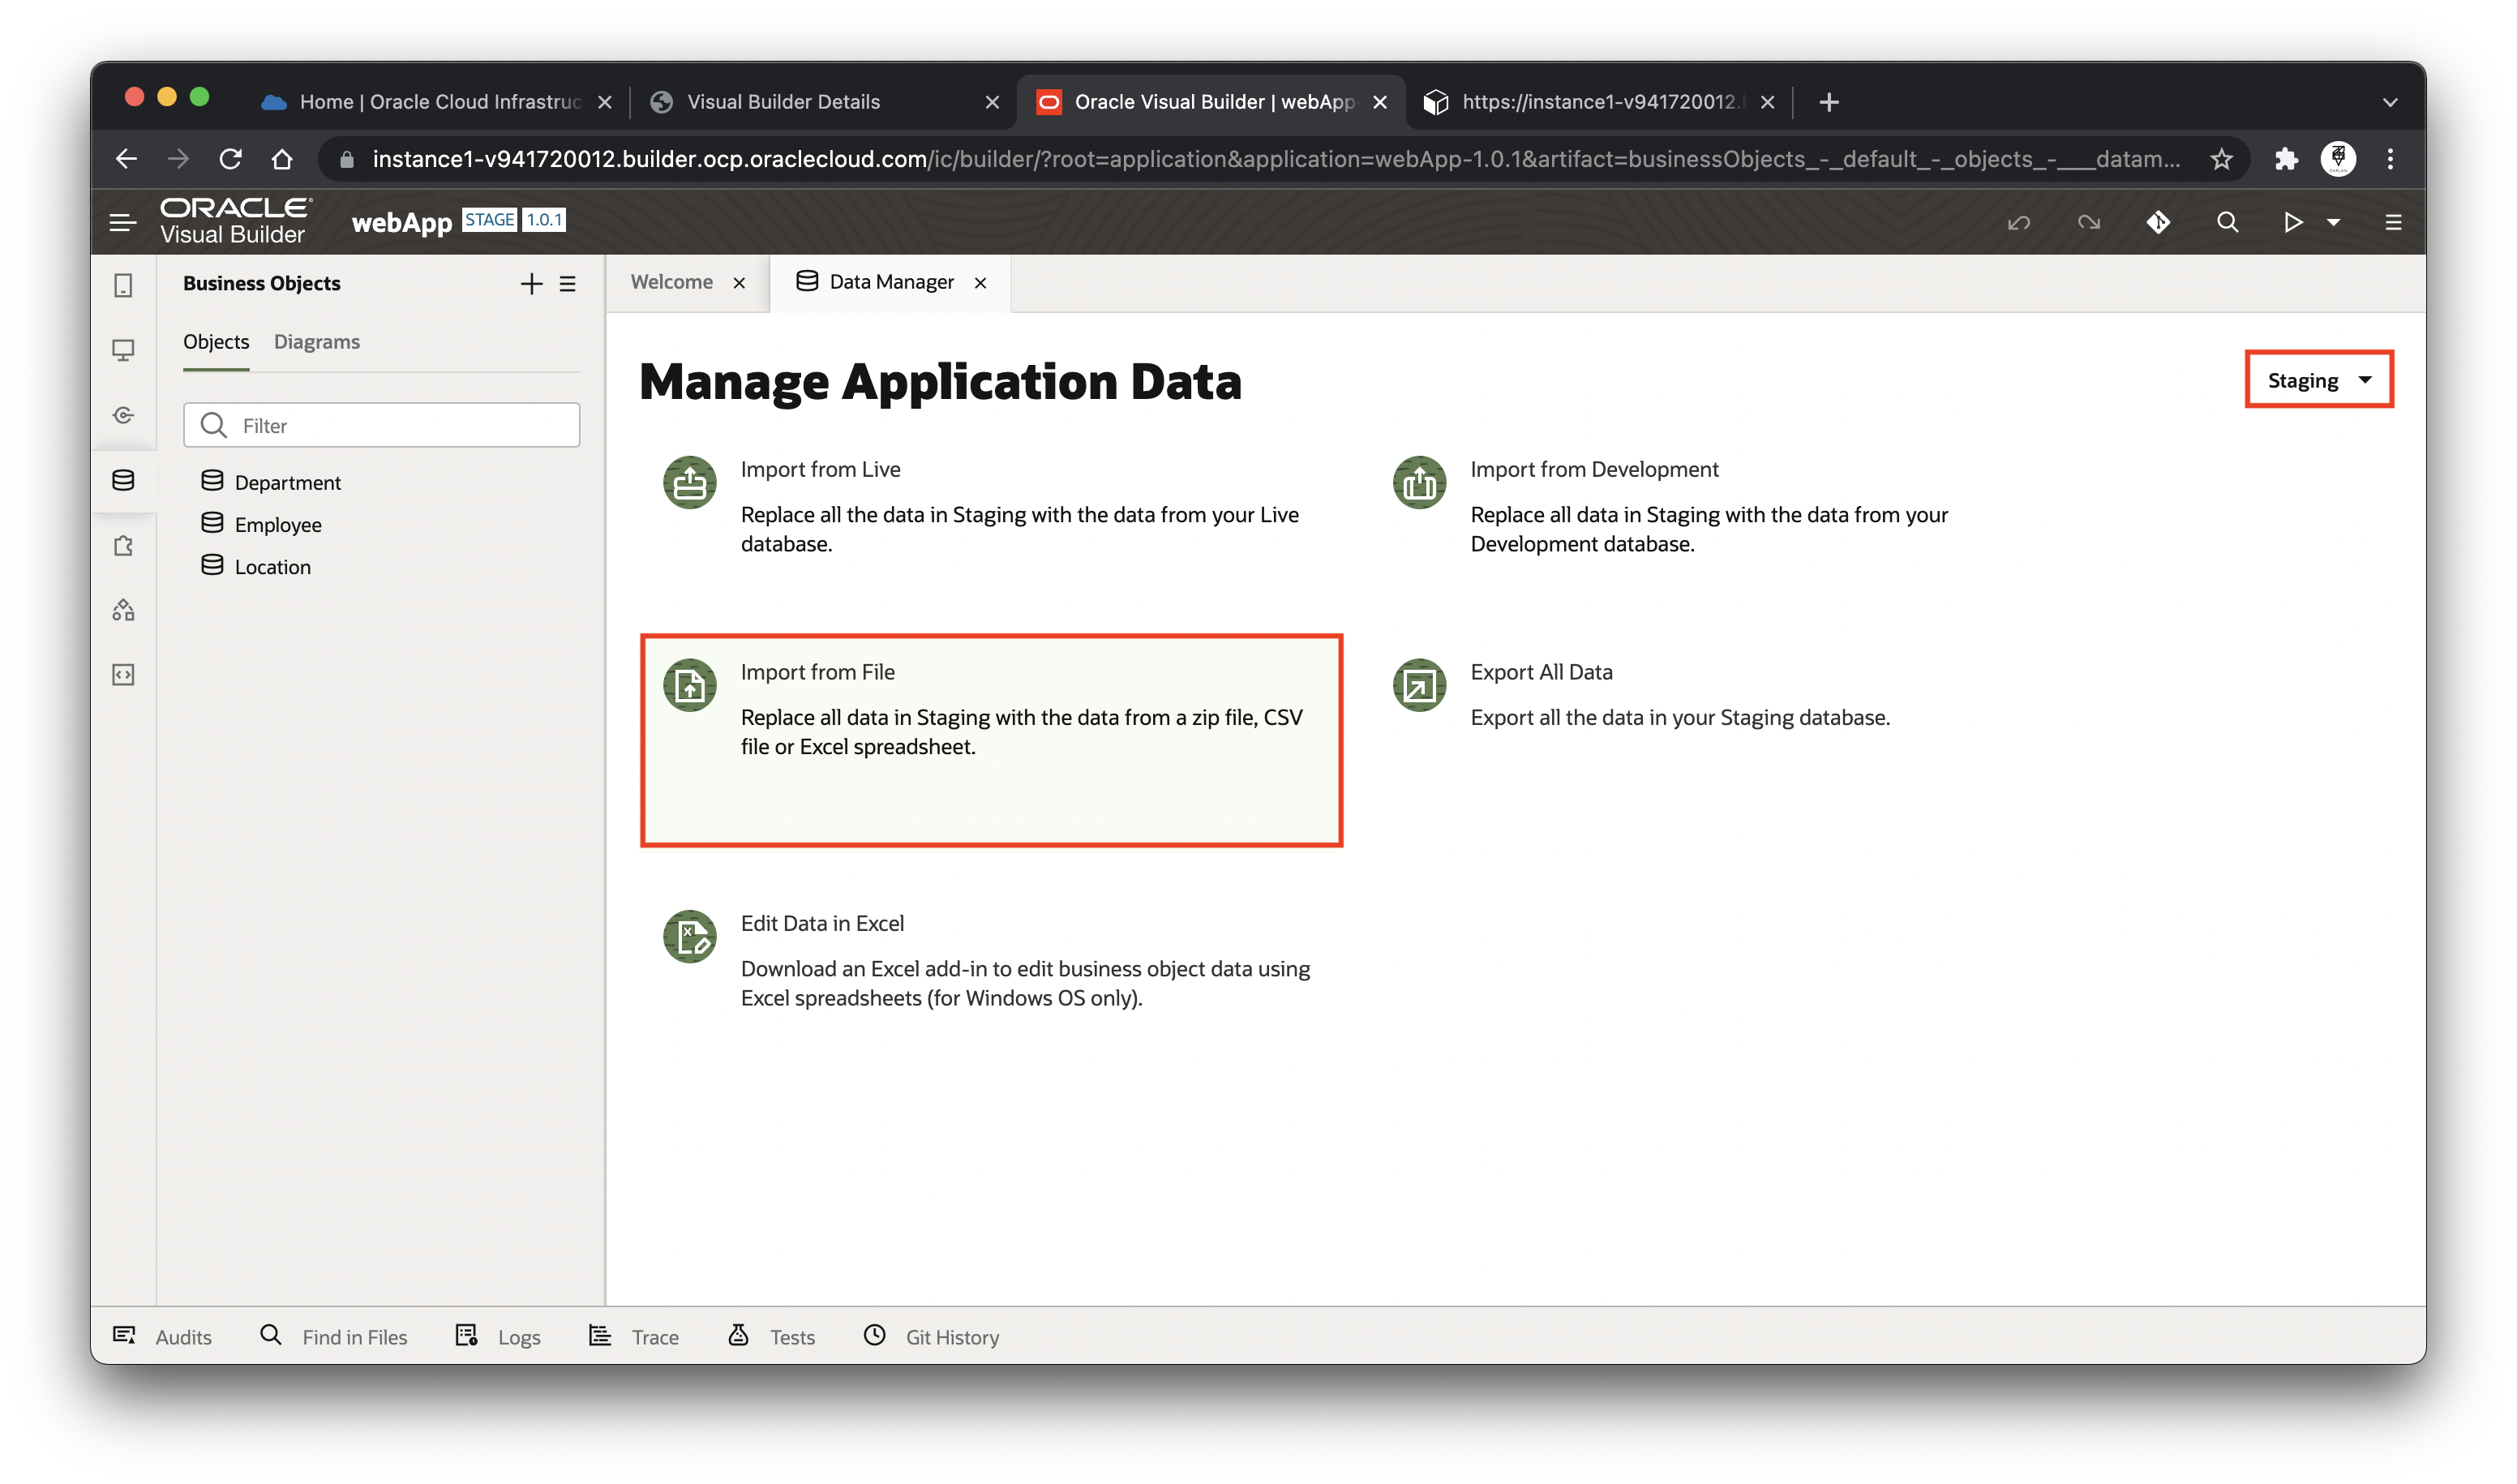 Home | Oracle Cloud Infrastruc
Visual Builder Details
Oracle Visual Builder | webApp-
https://instance1-v941720012.
instance1-v941720012.builder.ocp.oraclecloud.com/ic/builder/?root=application&application=webApp-1.0.1&artifact=businessObjects_-_default_-_objects_-____datam...
ORACLE
Visual Builder
webApp STAGE 1.0.1
Business Objects
Objects Diagrams
Filter
Department
Employee
Location
Welcome
Data Manager
Manage Application Data
Staging
Import from Live
Replace all the data in Staging with the data from your Live
database.
Import from Development
Replace all data in Staging with the data from your
Development database.
Import from File
Replace all data in Staging with the data from a zip file, CSV
file or Excel spreadsheet.
Export All Data
Export all the data in your Staging database.
Edit Data in Excel
Download an Excel add-in to edit business object data using
Excel spreadsheets (for Windows OS only).
Audits Find in Files Logs Trace Tests Git History